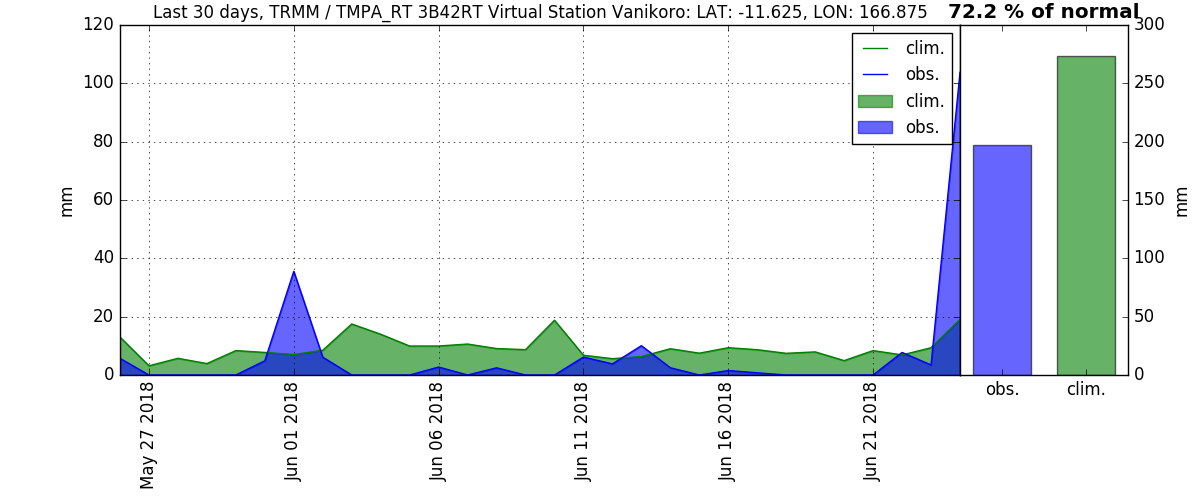 Last 30 days, TRMM / TMPA_RT 3B42RT Virtual Station Vanikoro: LAT: -11.625, LON: 166.875
72.2 % of normal
120
100
80
60
40
20
0
mm
clim.
obs.
clim.
obs.
300
250
200
150
100
50
0
mm
obs.
clim.
May 27 2018
Jun 01 2018
Jun 06 2018
Jun 11 2018
Jun 16 2018
Jun 21 2018